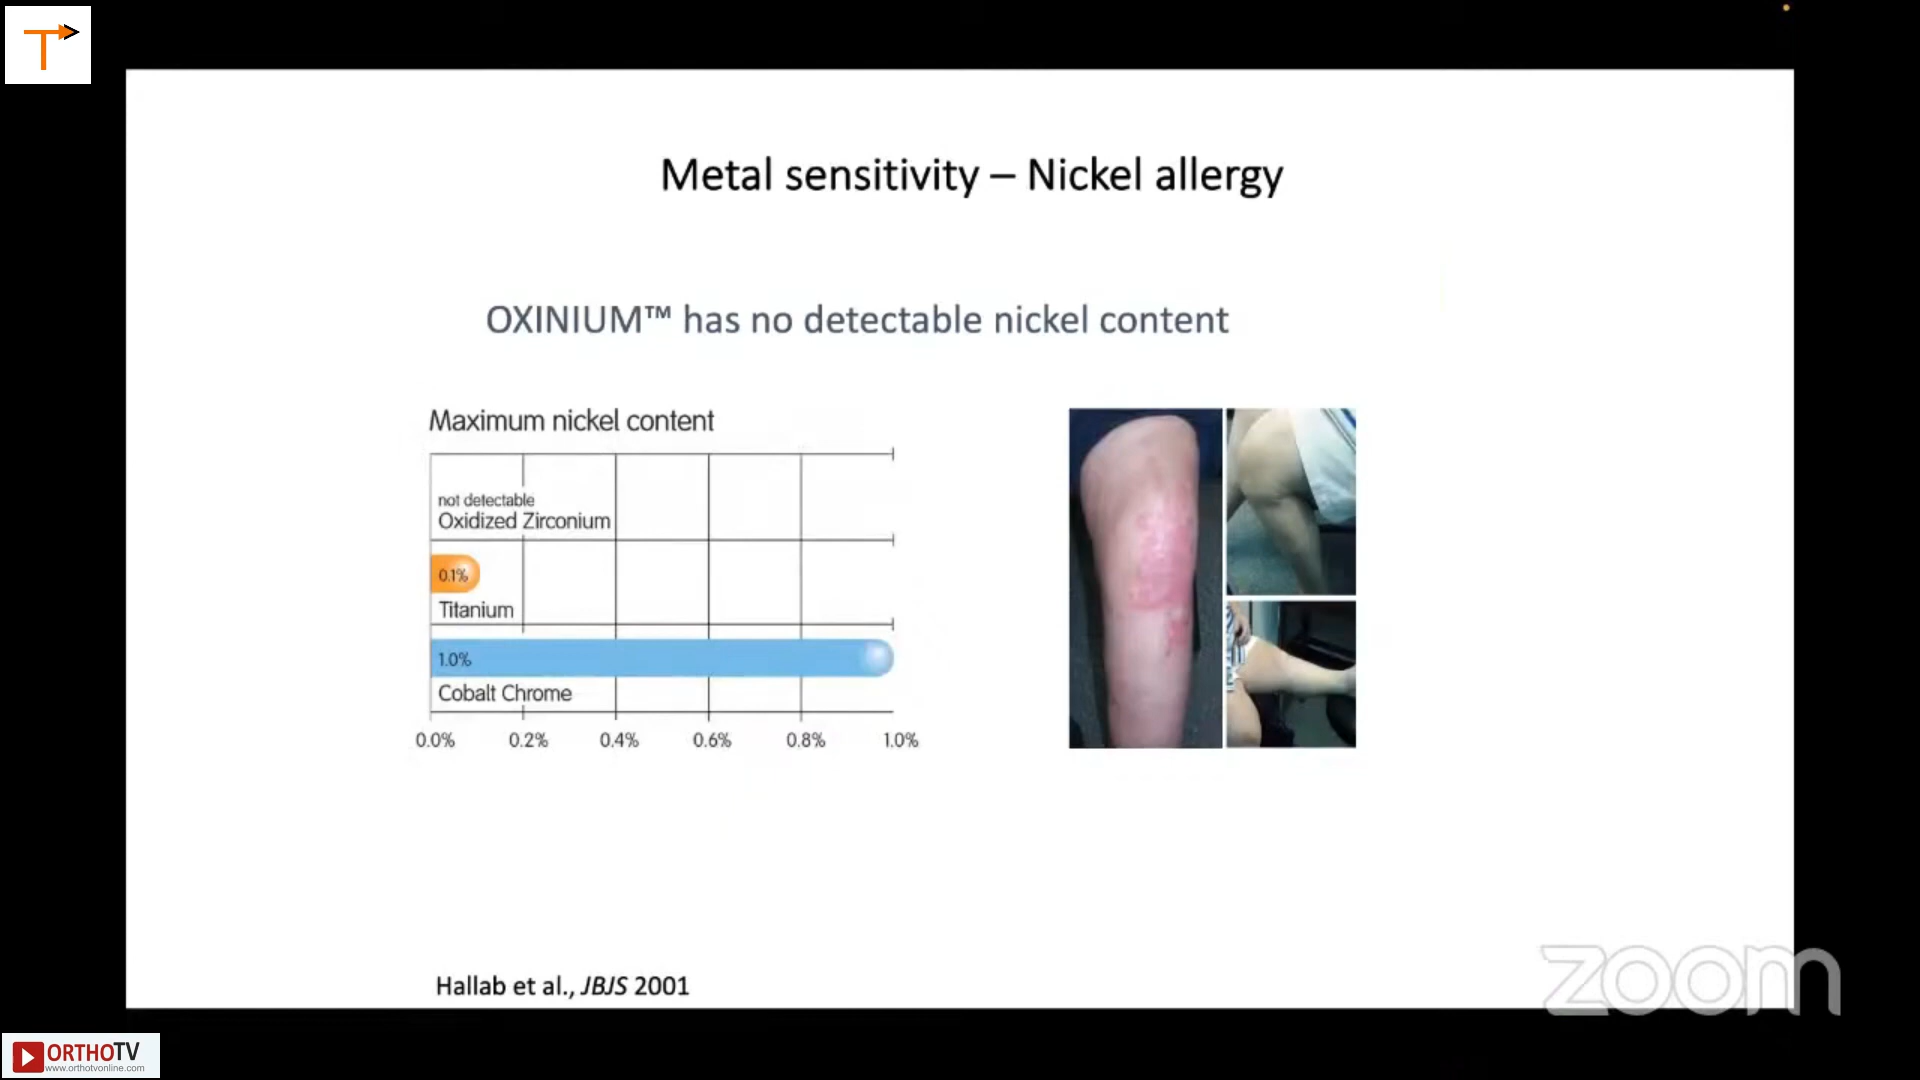 T
Metal sensitivity – Nickel allergy
OXINIUM™ has no detectable nickel content
Maximum nickel content
not detectable
Oxidized Zirconium
0.1%
Titanium
1.0%
Cobalt Chrome
0.0% 0.2% 0.4% 0.6% 0.8% 1.0%
Hallab et al., JBJS 2001
zoom
ORTHOTV
www.orthotvonline.com